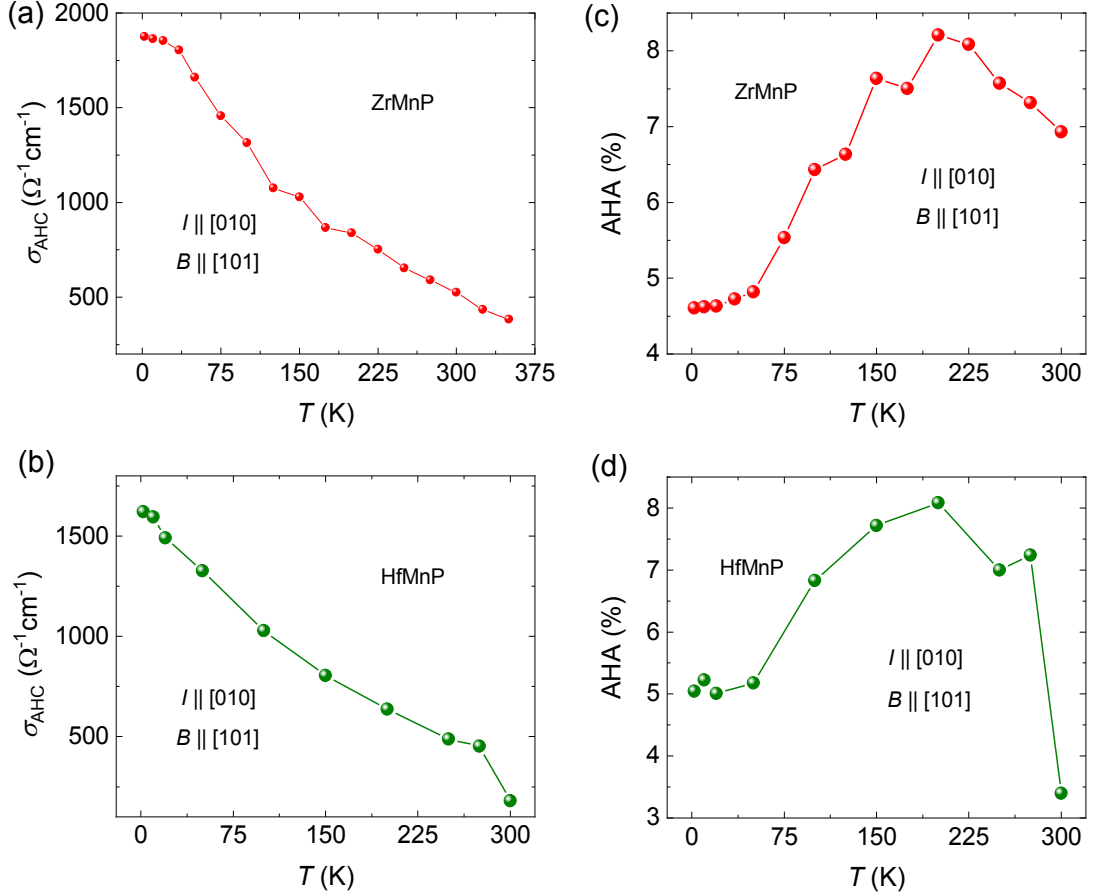 (a)
2000
1500
1000
500
σAHC (Ω-1cm-1)
ZrMnP
I || [010]
B || [101]
0 75 150 225 300 375
T (K)
(c)
8
7
6
5
4
AHA (%)
ZrMnP
I || [010]
B || [101]
0 75 150 225 300
T (K)
(b)
1500
1000
500
σAHC (Ω-1cm-1)
HfMnP
I || [010]
B || [101]
0 75 150 225 300
T (K)
(d)
8
7
6
5
4
3
AHA (%)
HfMnP
I || [010]
B || [101]
0 75 150 225 300
T (K)